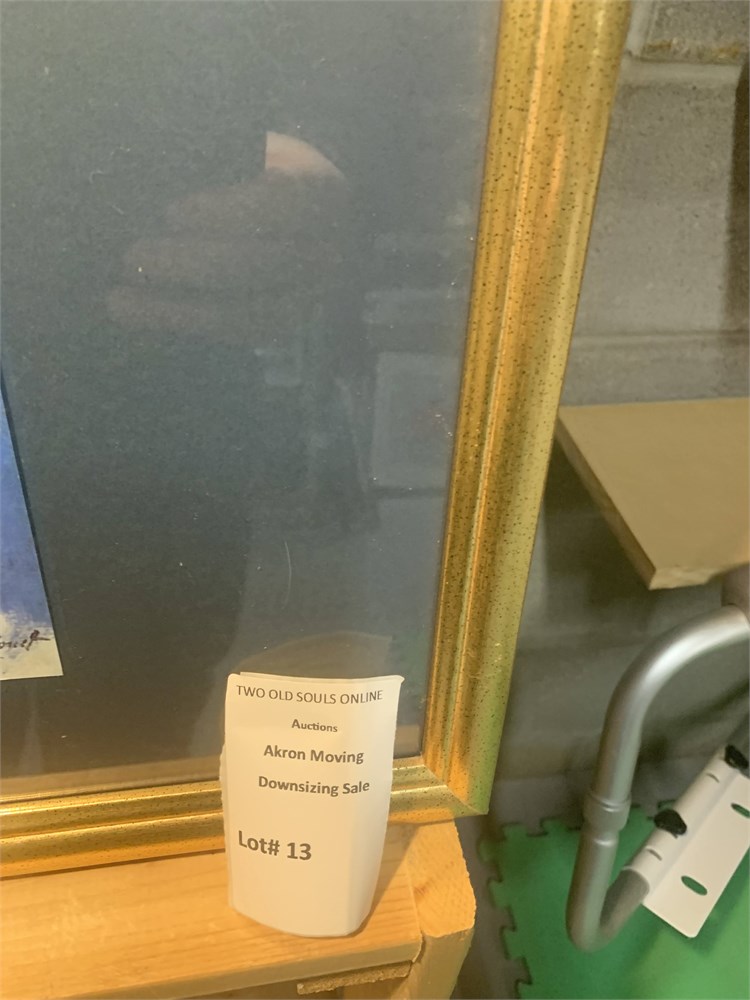 TWO OLD SOULS ONLINE
Auctions
Akron Moving
Downsizing Sale
Lot# 13